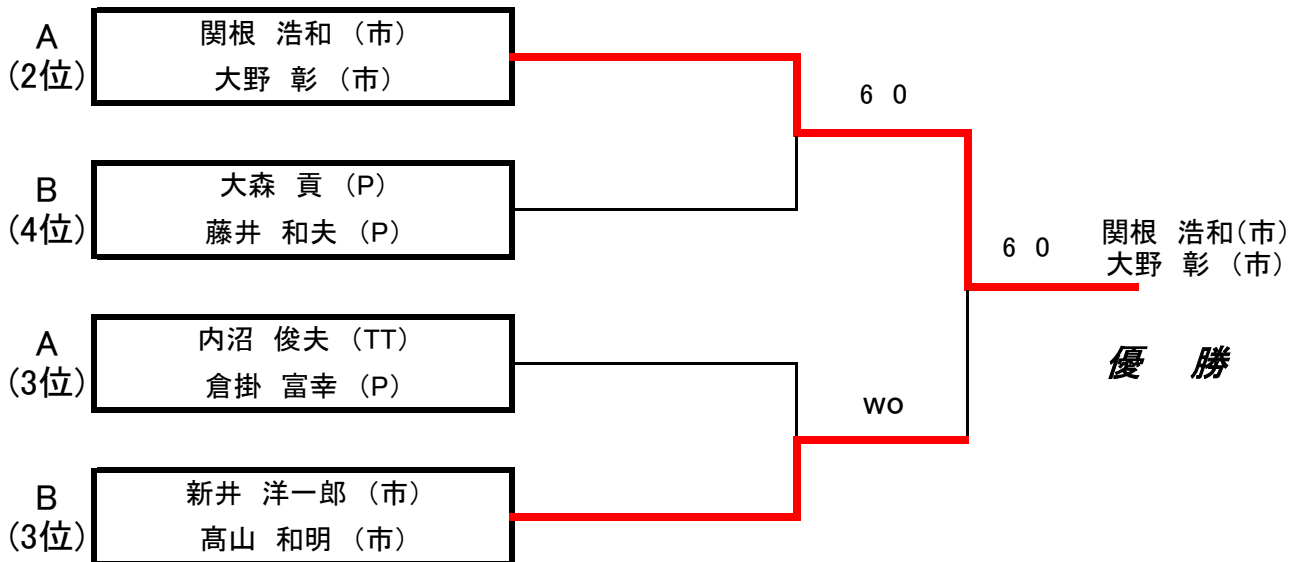 A
(2位)
関根 浩和 (市)
大野 彰 (市)
6 0
B
(4位)
大森 貢 (P)
藤井 和夫 (P)
6 0
関根 浩和(市)
大野 彰 (市)
優 勝
A
(3位)
内沼 俊夫 (TT)
倉掛 富幸 (P)
wo
B
(3位)
新井 洋一郎 (市)
髙山 和明 (市)